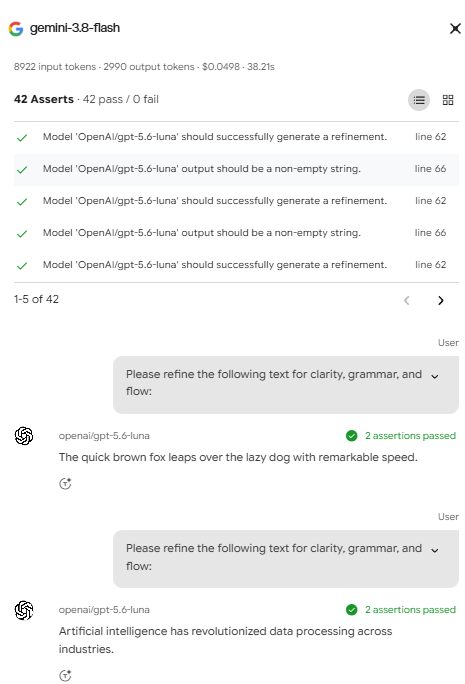 gemini-3.8-flash
8922 input tokens · 2990 output tokens · $0.0498 · 38.21s
42 Asserts · 42 pass / 0 fail
Model 'OpenAI/gpt-5.6-luna' should successfully generate a refinement. line 62
Model 'OpenAI/gpt-5.6-luna' output should be a non-empty string. line 66
Model 'OpenAI/gpt-5.6-luna' should successfully generate a refinement. line 62
Model 'OpenAI/gpt-5.6-luna' output should be a non-empty string. line 66
Model 'OpenAI/gpt-5.6-luna' should successfully generate a refinement. line 62
1-5 of 42
User
Please refine the following text for clarity, grammar, and
flow:
openai/gpt-5.6-luna 2 assertions passed
The quick brown fox leaps over the lazy dog with remarkable speed.
User
Please refine the following text for clarity, grammar, and
flow:
openai/gpt-5.6-luna 2 assertions passed
Artificial intelligence has revolutionized data processing across
industries.